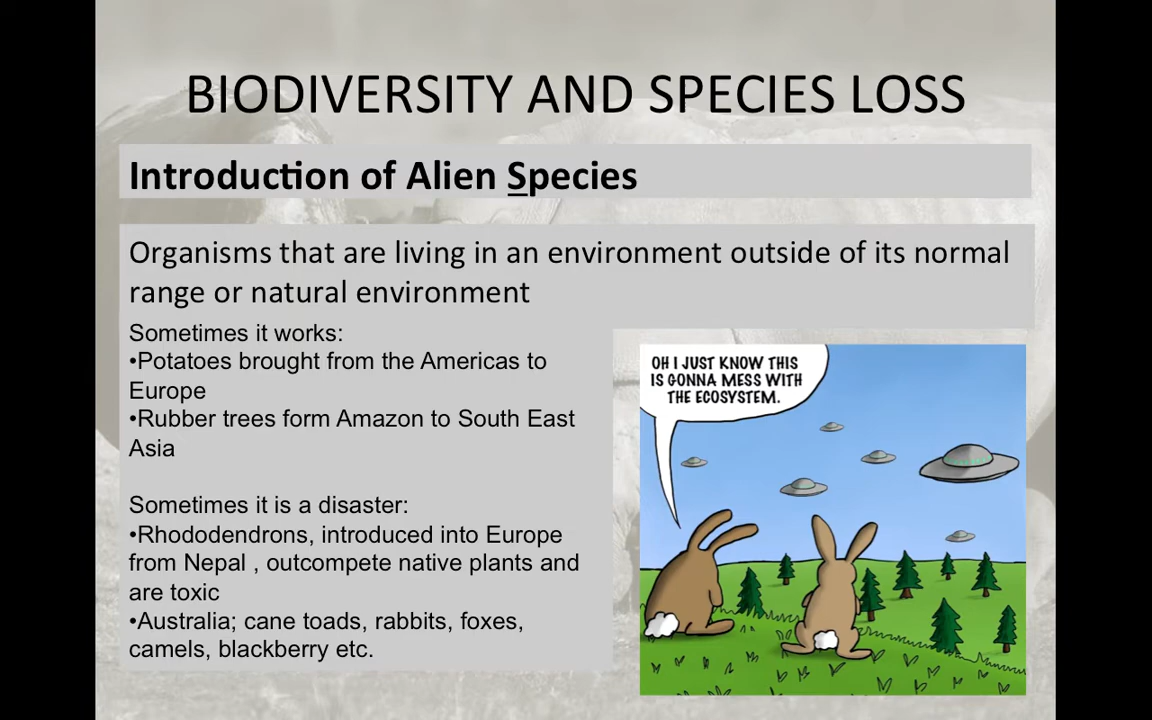 BIODIVERSITY AND SPECIES LOSS
Introduction of Alien Species
Organisms that are living in an environment outside of its normal
range or natural environment
Sometimes it works:
•Potatoes brought from the Americas to
Europe
•Rubber trees form Amazon to South East
Asia
Sometimes it is a disaster:
•Rhododendrons, introduced into Europe
from Nepal , outcompete native plants and
are toxic
•Australia; cane toads, rabbits, foxes,
camels, blackberry etc.
OH I JUST KNOW THIS
IS GONNA MESS WITH
THE ECOSYSTEM.